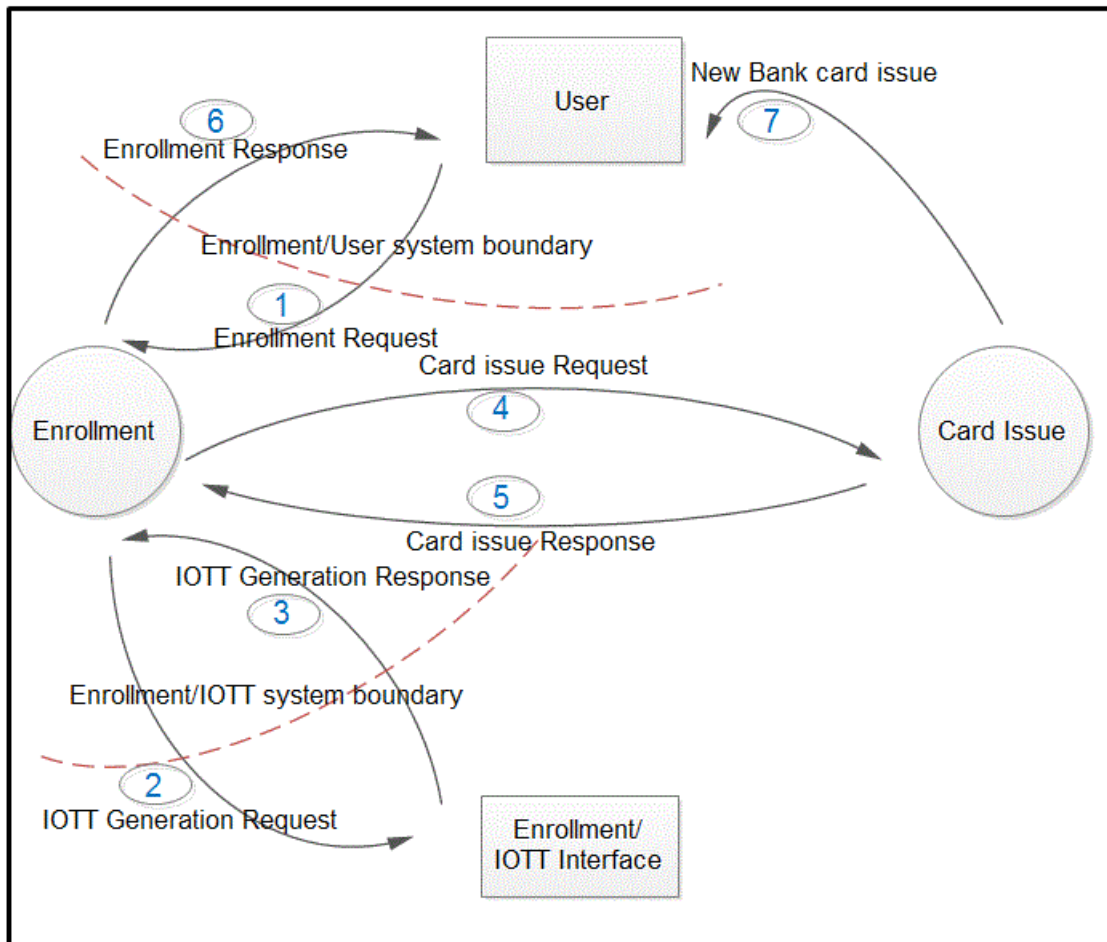 New Bank card issue
User
7
6
Enrollment Response
Enrollment/User system boundary
1
Enrollment Request
Card issue Request
4
Enrollment
Card Issue
5
Card issue Response
IOTT Generation Response
3
Enrollment/IOTT system boundary
2
IOTT Generation Request
Enrollment/
IOTT Interface